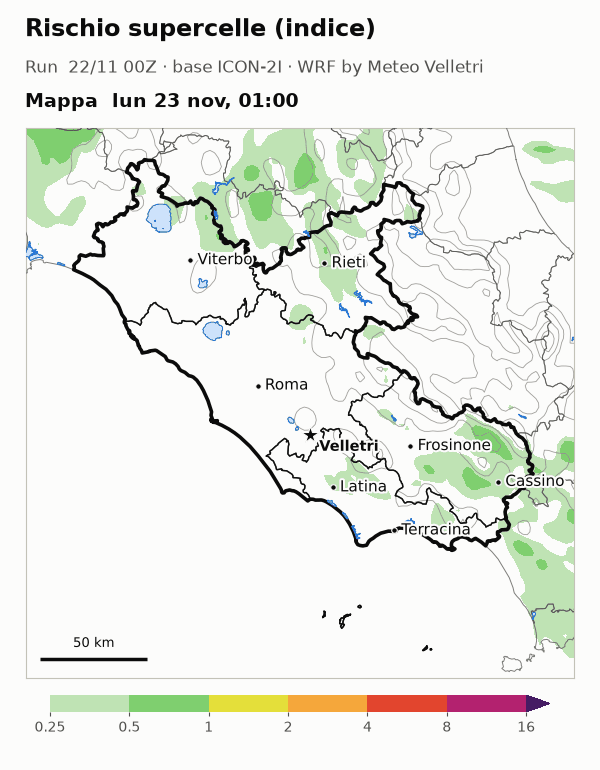 Rischio supercelle (indice)
Run 22/11 00Z · base ICON-2I · WRF by Meteo Velletri
Mappa lun 23 nov, 01:00
Viterbo
Rieti
Roma
Velletri
Frosinone
Latina
Cassino
Terracina
50 km
0.25 0.5 1 2 4 8 16